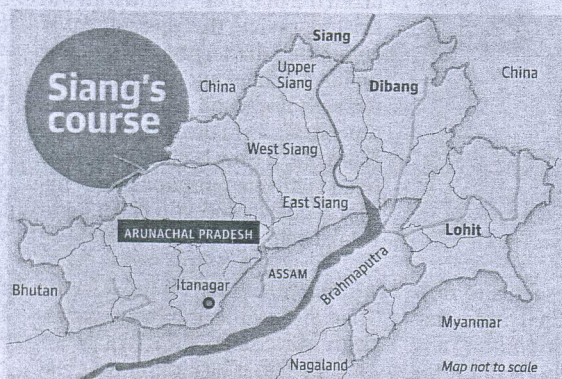 Siang's
course
Siang
China
Upper
Siang
Dibang
China
West Siang
East Siang
ARUNACHAL PRADESH
Lohit
Bhutan
Itanagar
ASSAM
Brahmaputra
Myanmar
Nagaland
Map not to scale